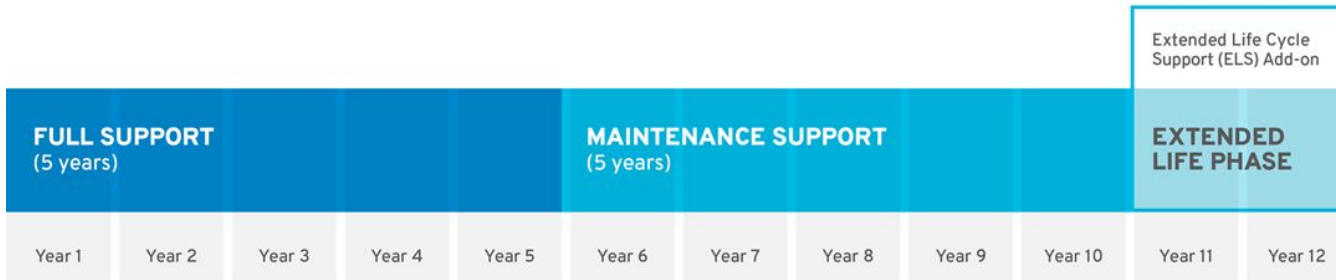 Extended Life Cycle
Support (ELS) Add-on
FULL SUPPORT
(5 years)
MAINTENANCE SUPPORT
(5 years)
EXTENDED
LIFE PHASE
Year 1
Year 2
Year 3
Year 4
Year 5
Year 6
Year 7
Year 8
Year 9
Year 10
Year 11
Year 12